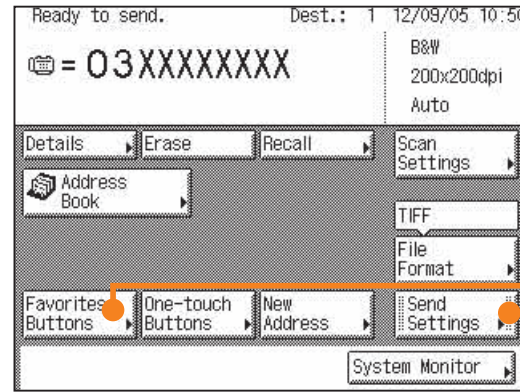 Ready to send. Dest.: 1 12/09/05 10:50
= 03XXXXXXXX
B&W
200x200dpi
Auto
Details Erase Recall Scan Settings
Address Book
TIFF
File Format
Favorites Buttons One-touch Buttons New Address Send Settings
System Monitor